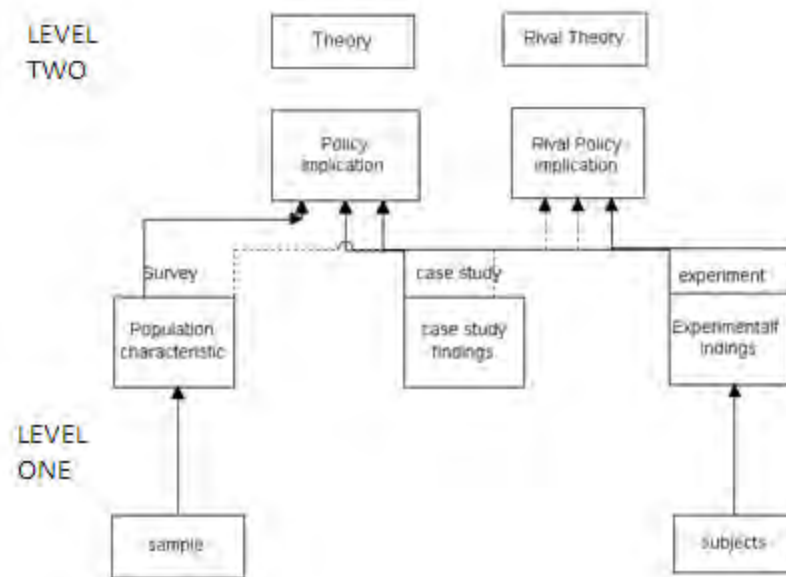 LEVEL
TWO
Theory
Rival Theory
Policy
implication
Rival Policy
implication
Survey
case study
experiment
Population
characteristic
case study
findings
Experimentalf
indings
LEVEL
ONE
sample
subjects